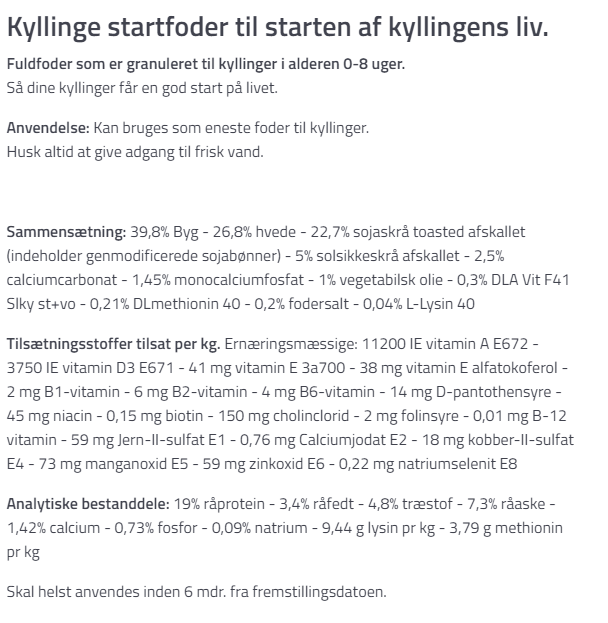 Kyllinge startfoder til starten af kyllingens liv.
Fuldfoder som er granuleret til kyllinger i alderen 0-8 uger.
Så dine kyllinger får en god start på livet.
Anvendelse: Kan bruges som eneste foder til kyllinger.
Husk altid at give adgang til frisk vand.
Sammensætning: 39,8% Byg - 26,8% hvede - 22,7% sojaskrå toasted afskallet
(indeholder genmodificerede sojabønner) - 5% solsikkeskrå afskallet - 2,5%
calciumcarbonat - 1,45% monocalciumfosfat - 1% vegetabilsk olie - 0,3% DLA Vit F41
Slky st+vo - 0,21% DLmethionin 40 - 0,2% fodersalt - 0,04% L-Lysin 40
Tilsætningsstoffer tilsat per kg. Ernæringsmæssige: 11200 IE vitamin A E672 -
3750 IE vitamin D3 E671 - 41 mg vitamin E 3a700 - 38 mg vitamin E alfatokoferol -
2 mg B1-vitamin - 6 mg B2-vitamin - 4 mg B6-vitamin - 14 mg D-pantothensyre -
45 mg niacin - 0,15 mg biotin - 150 mg cholinclorid - 2 mg folinsyre - 0,01 mg B-12
vitamin - 59 mg Jern-II-sulfat E1 - 0,76 mg Calciumjodat E2 - 18 mg kobber-II-sulfat
E4 - 73 mg manganoxid E5 - 59 mg zinkoxid E6 - 0,22 mg natriumselenit E8
Analytiske bestanddele: 19% råprotein - 3,4% råfedt - 4,8% træstof - 7,3% råaske -
1,42% calcium - 0,73% fosfor - 0,09% natrium - 9,44 g lysin pr kg - 3,79 g methionin
pr kg
Skal helst anvendes inden 6 mdr. fra fremstillingsdatoen.